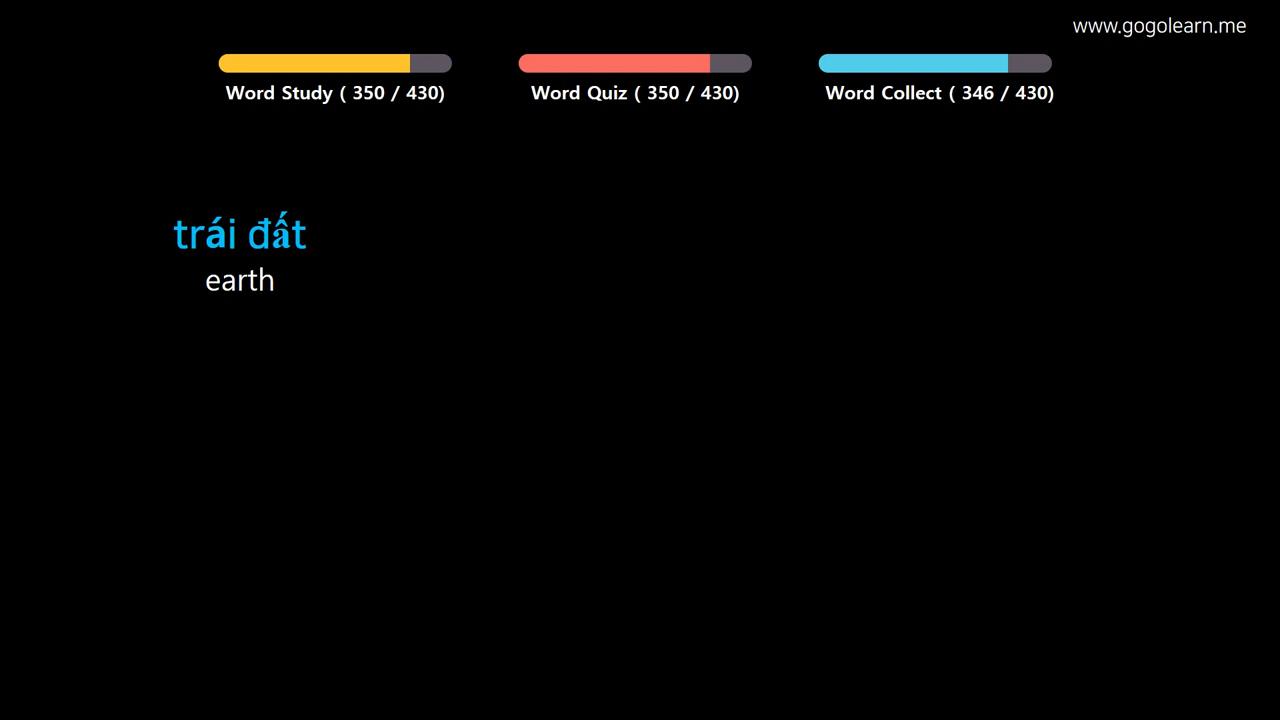 www.gogolearn.me
Word Study ( 350 / 430)
Word Quiz ( 350 / 430)
Word Collect ( 346 / 430)
trái đất
earth